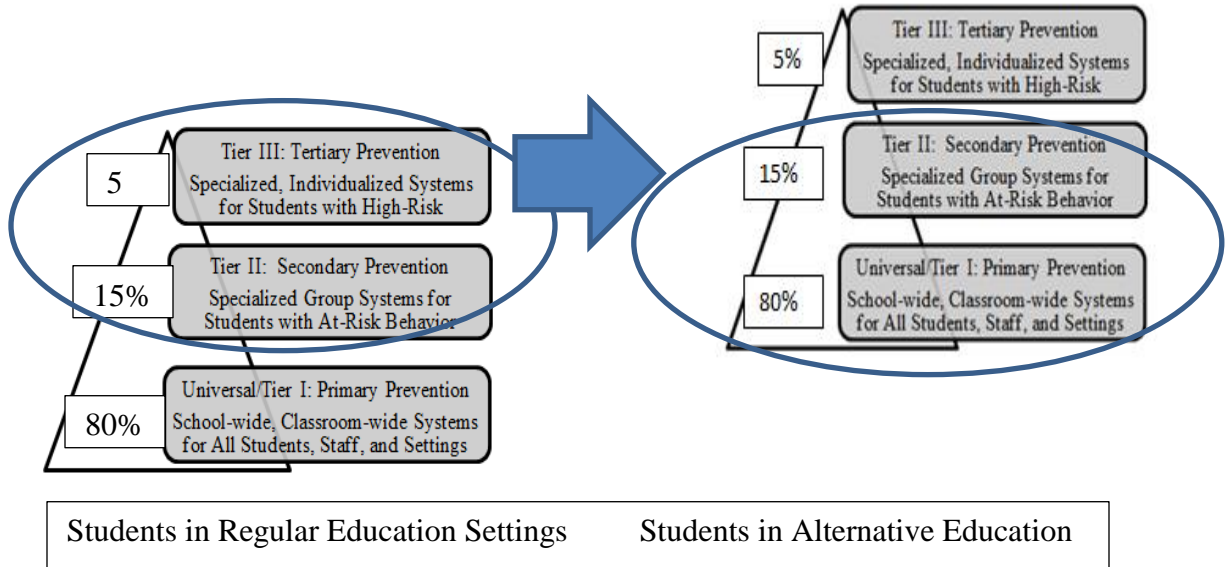 5
Tier III: Tertiary Prevention
Specialized, Individualized Systems
for Students with High-Risk
15%
Tier II: Secondary Prevention
Specialized Group Systems for
Students with At-Risk Behavior
80%
Universal/Tier I: Primary Prevention
School-wide, Classroom-wide Systems
for All Students, Staff, and Settings
5%
Tier III: Tertiary Prevention
Specialized, Individualized Systems
for Students with High-Risk
15%
Tier II: Secondary Prevention
Specialized Group Systems for
Students with At-Risk Behavior
80%
Universal/Tier I: Primary Prevention
School-wide, Classroom-wide Systems
for All Students, Staff, and Settings
Students in Regular Education Settings Students in Alternative Education